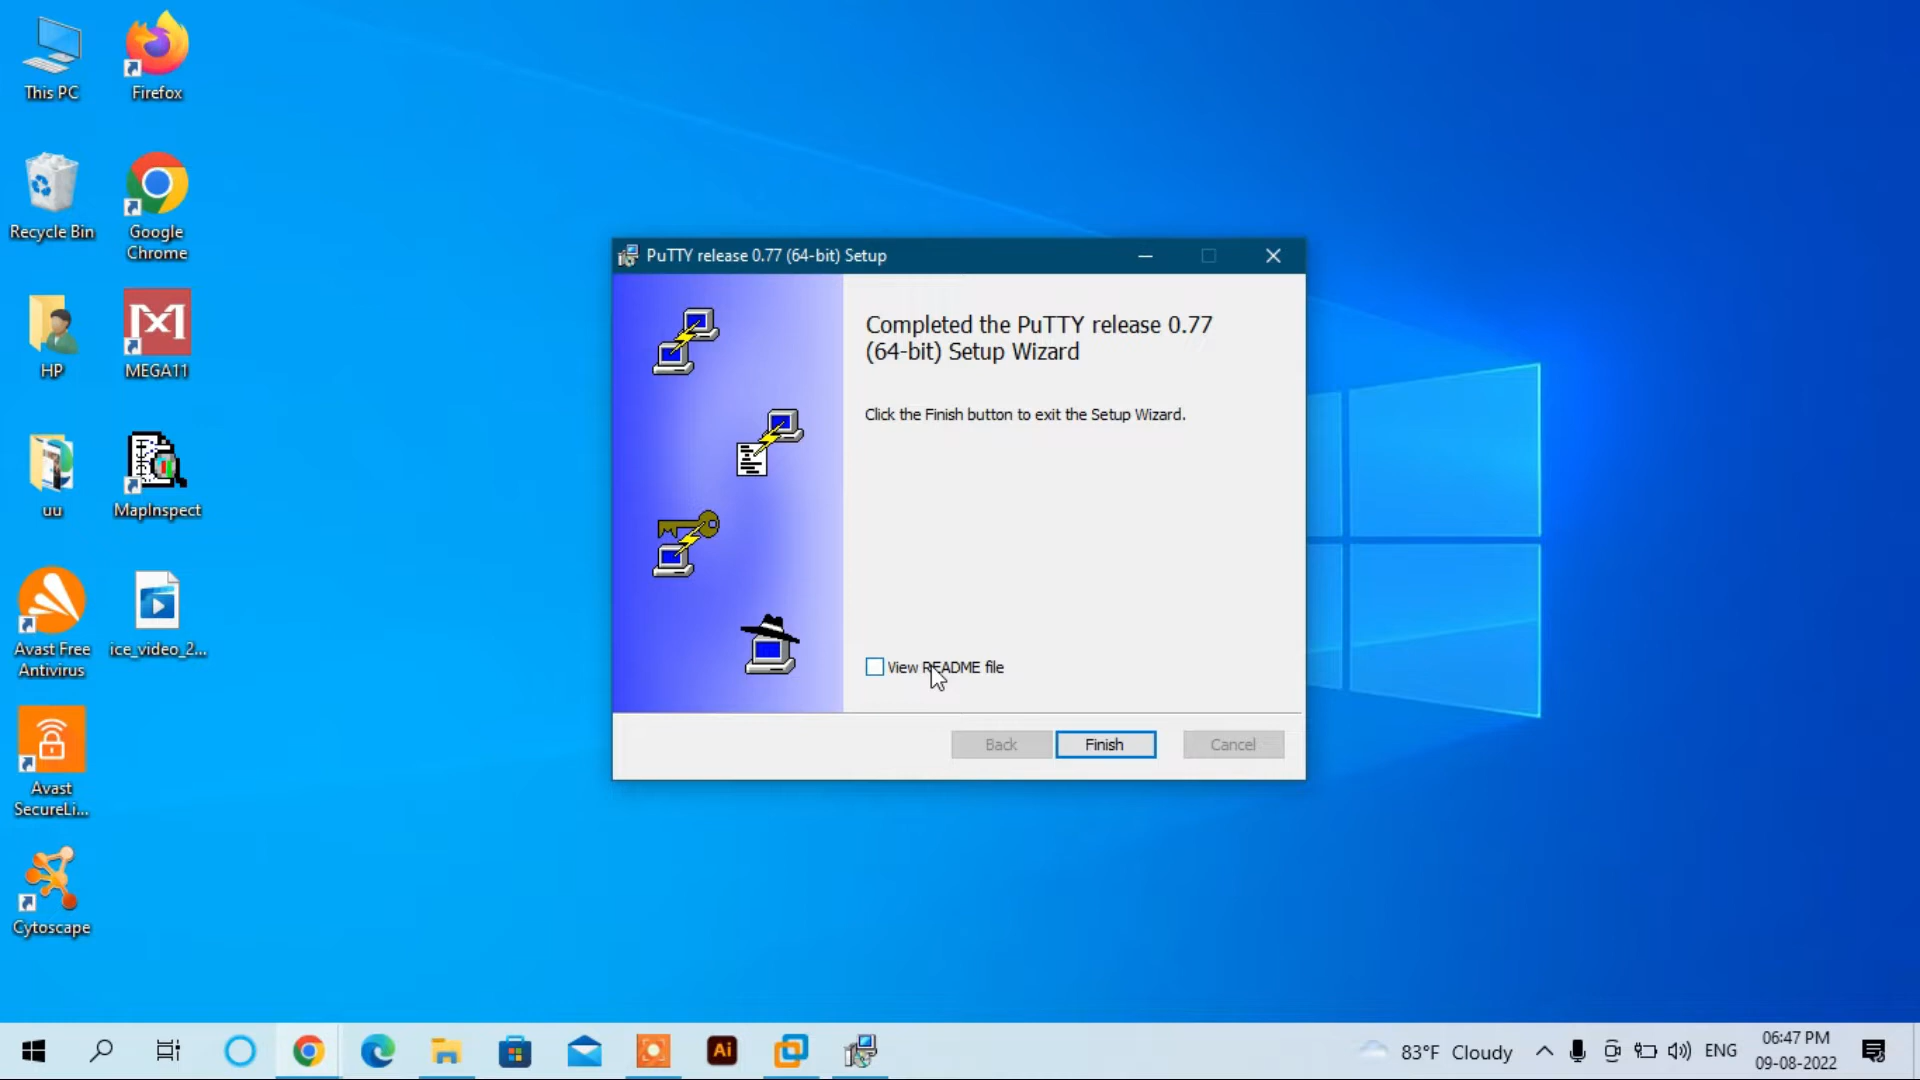 This PC
Firefox
Recycle Bin
Google
Chrome
HP
MEGA11
uu
MapInspect
Avast Free
Antivirus
ice_video_2...
Avast
SecureLi...
Cytoscape
PuTTY release 0.77 (64-bit) Setup
Completed the PuTTY release 0.77
(64-bit) Setup Wizard
Click the Finish button to exit the Setup Wizard.
View README file
Back
Finish
Cancel
Ai
83°F Cloudy
ENG
06:47 PM
09-08-2022